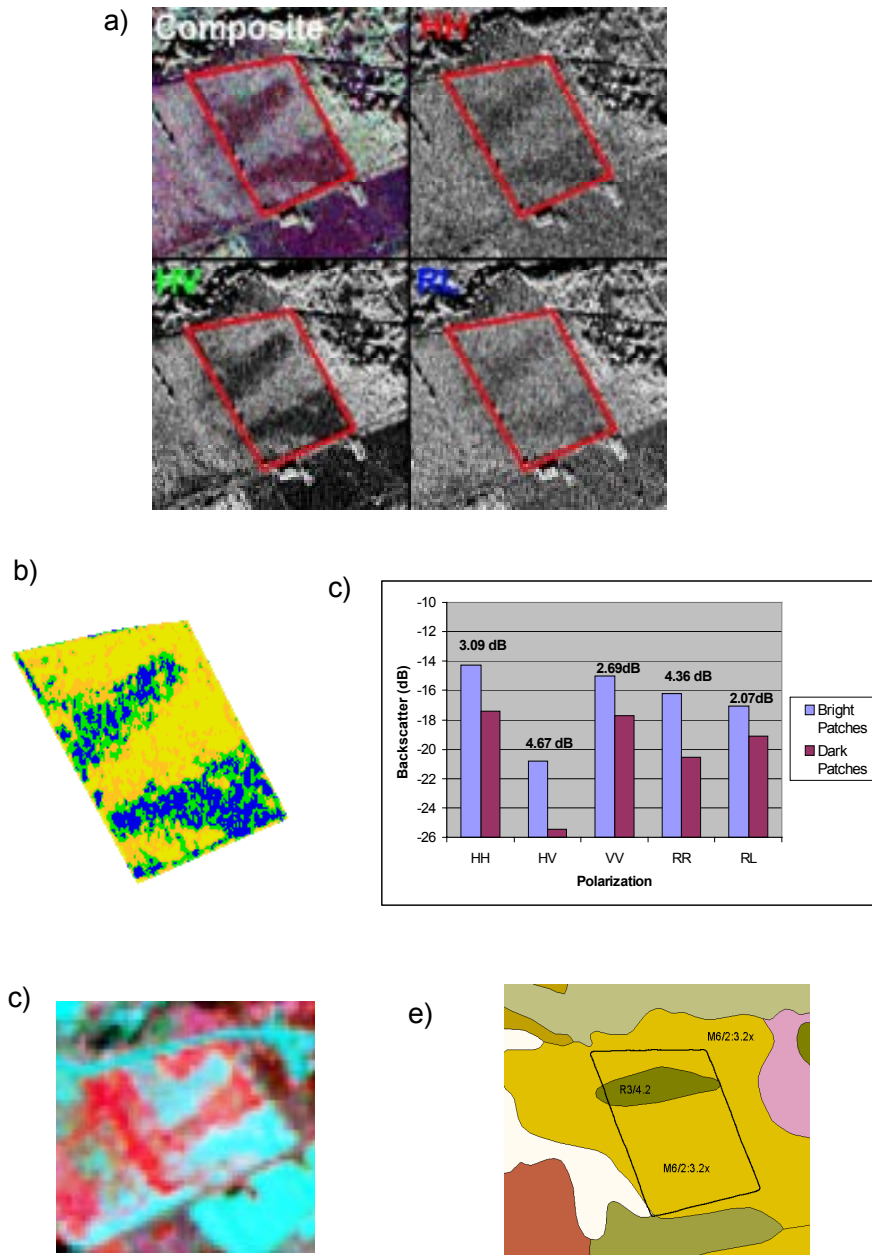 a)
Composite
HH
HV
RL
b)
c)
-10
-12
-14
-16
-18
-20
-22
-24
-26
Backscatter (dB)
3.09 dB
4.67 dB
2.69dB
4.36 dB
2.07dB
HH
HV
VV
RR
RL
Polarization
Bright
Patches
Dark
Patches
c)
e)
M6/2:3.2x
R3/4.2
M6/2:3.2x